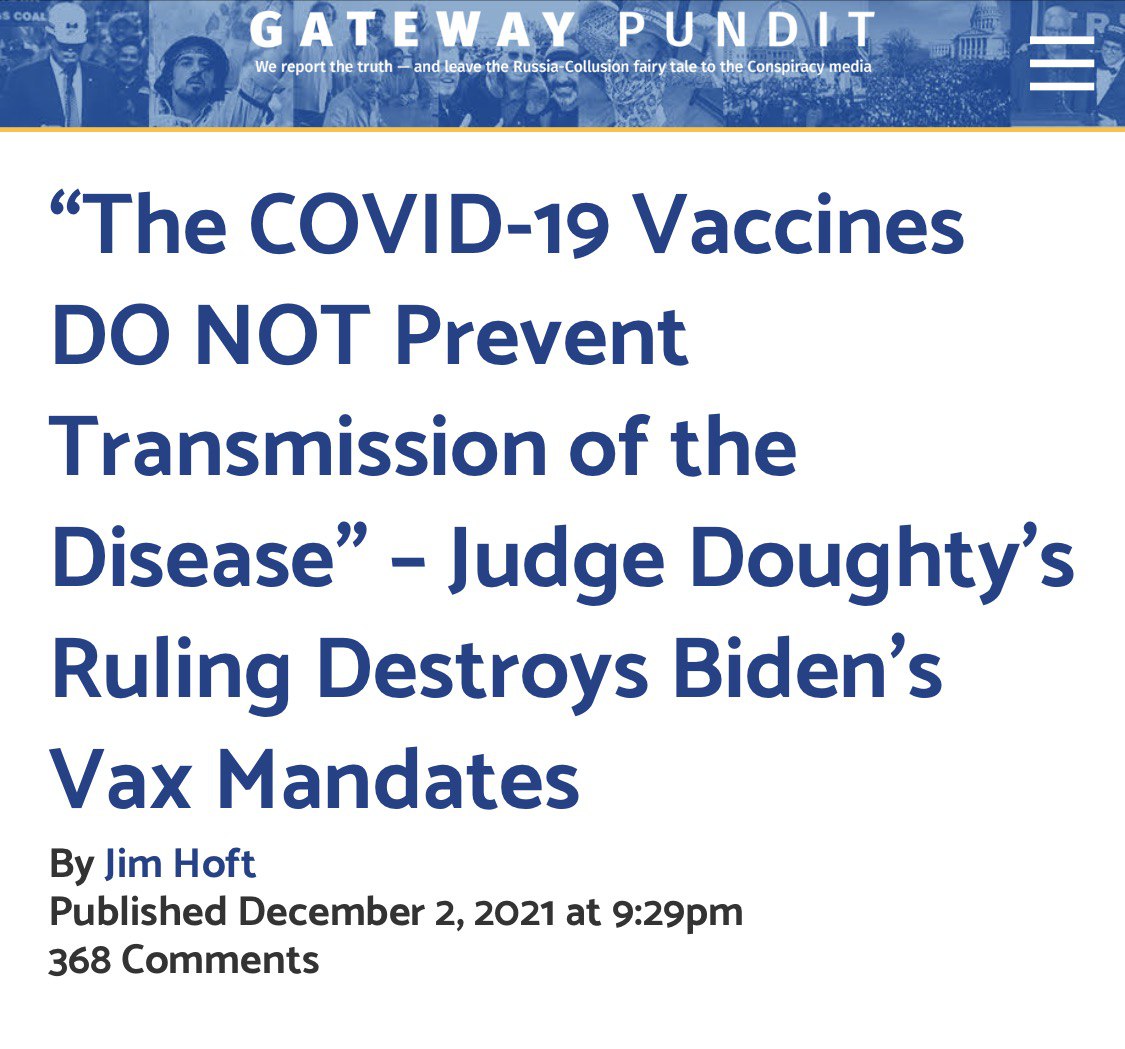 GATEWAY PUNDIT
We report the truth — and leave the Russia-Collusion fairy tale to the Conspiracy media
“The COVID-19 Vaccines
DO NOT Prevent
Transmission of the
Disease” – Judge Doughty’s
Ruling Destroys Biden’s
Vax Mandates
By Jim Hoft
Published December 2, 2021 at 9:29pm
368 Comments